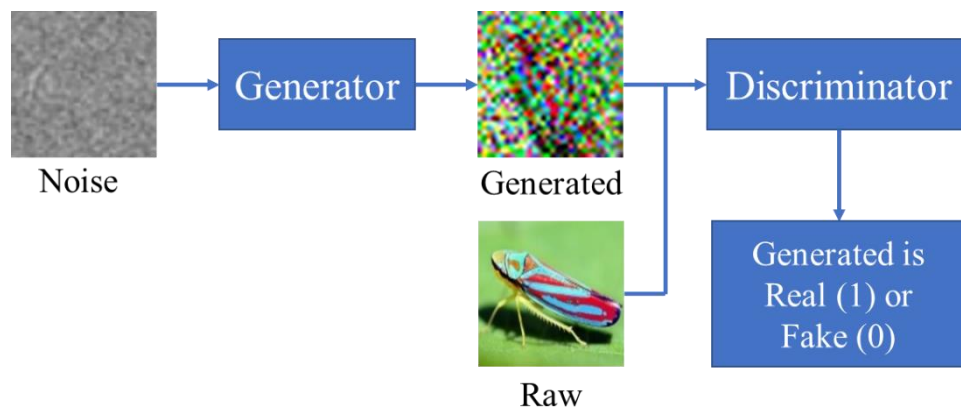 Noise
Generator
Generated
Raw
Discriminator
Generated is
Real (1) or
Fake (0)